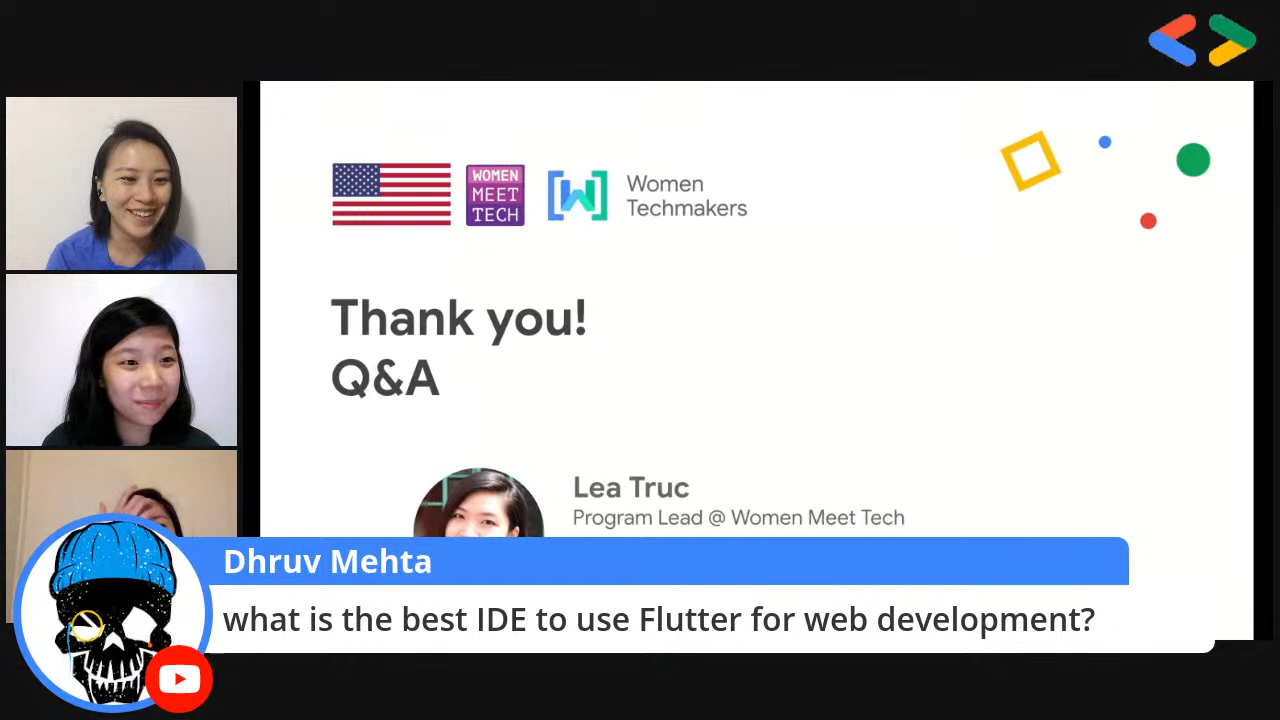 WOMEN
MEET
TECH
Women
Techmakers
Thank you!
Q&A
Lea Truc
Program Lead @ Women Meet Tech
Dhruv Mehta
what is the best IDE to use Flutter for web development?